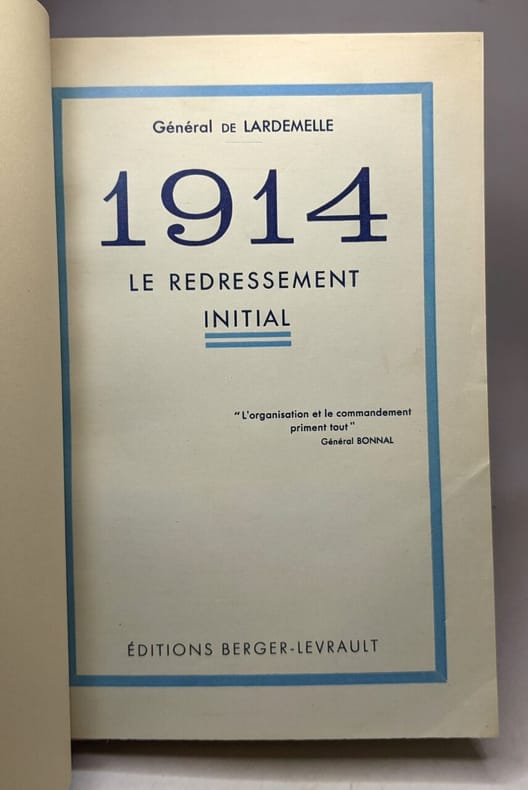 Général DE LARDEMELLE
1914
LE REDRESSEMENT
INITIAL
"L'organisation et le commandement
priment tout"
Général BONNAL
ÉDITIONS BERGER-LEVRAULT